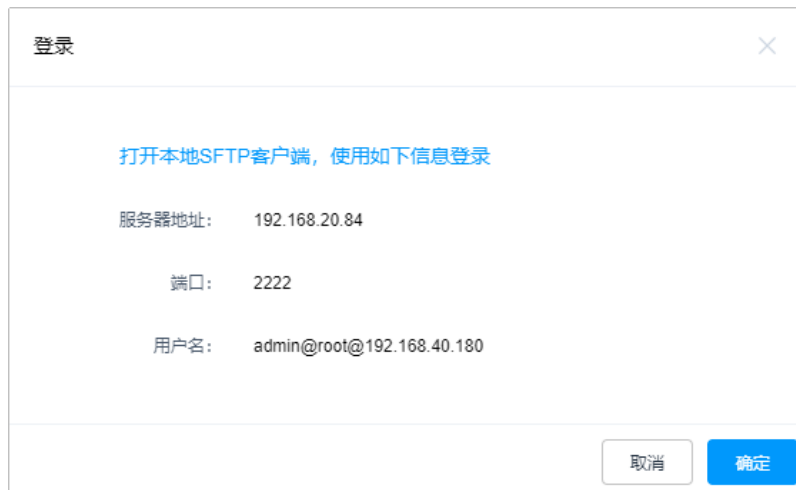 登录
打开本地SFTP客户端，使用如下信息登录
服务器地址： 192.168.20.84
端口： 2222
用户名： admin@root@192.168.40.180
取消 确定